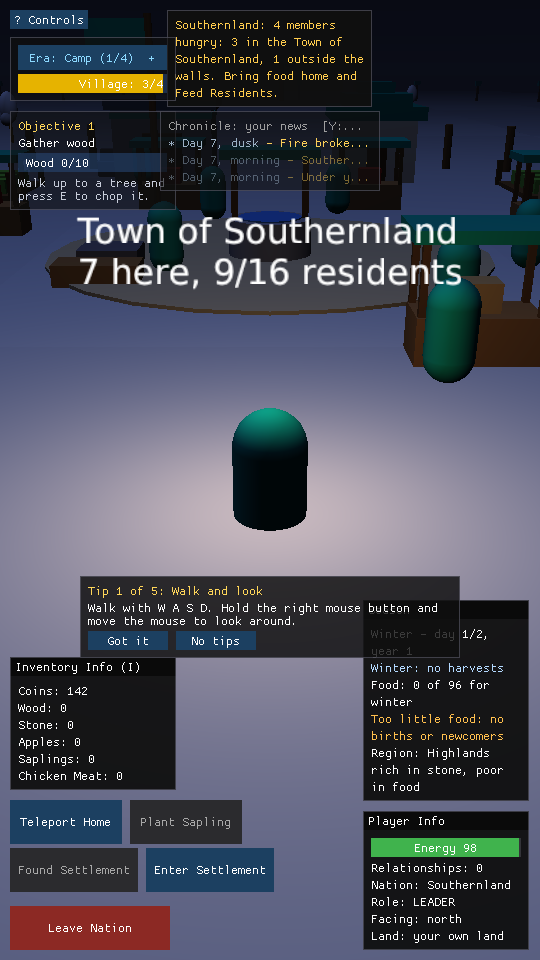 ? Controls
Era: Camp (1/4) +
Village: 3/4
Southernland: 4 members
hungry: 3 in the Town of
Southernland, 1 outside the
walls. Bring food home and
Feed Residents.
Objective 1
Gather wood
Wood 0/10
Walk up to a tree and
press E to chop it.
Chronicle: your news [Y:...
* Day 7, dusk – Fire broke...
* Day 7, morning – Souther...
* Day 7, morning – Under y...
Town of Southernland
7 here, 9/16 residents
Tip 1 of 5: Walk and look
Walk with W A S D. Hold the right mouse button and
move the mouse to look around.
Got it
No tips
Winter – day 1/2,
year 1
Winter: no harvests
Food: 0 of 96 for
winter
Too little food: no
births or newcomers
Region: Highlands
rich in stone, poor
in food
Inventory Info (I)
Coins: 142
Wood: 0
Stone: 0
Apples: 0
Saplings: 0
Chicken Meat: 0
Teleport Home
Plant Sapling
Found Settlement
Enter Settlement
Leave Nation
Player Info
Energy 98
Relationships: 0
Nation: Southernland
Role: LEADER
Facing: north
Land: your own land